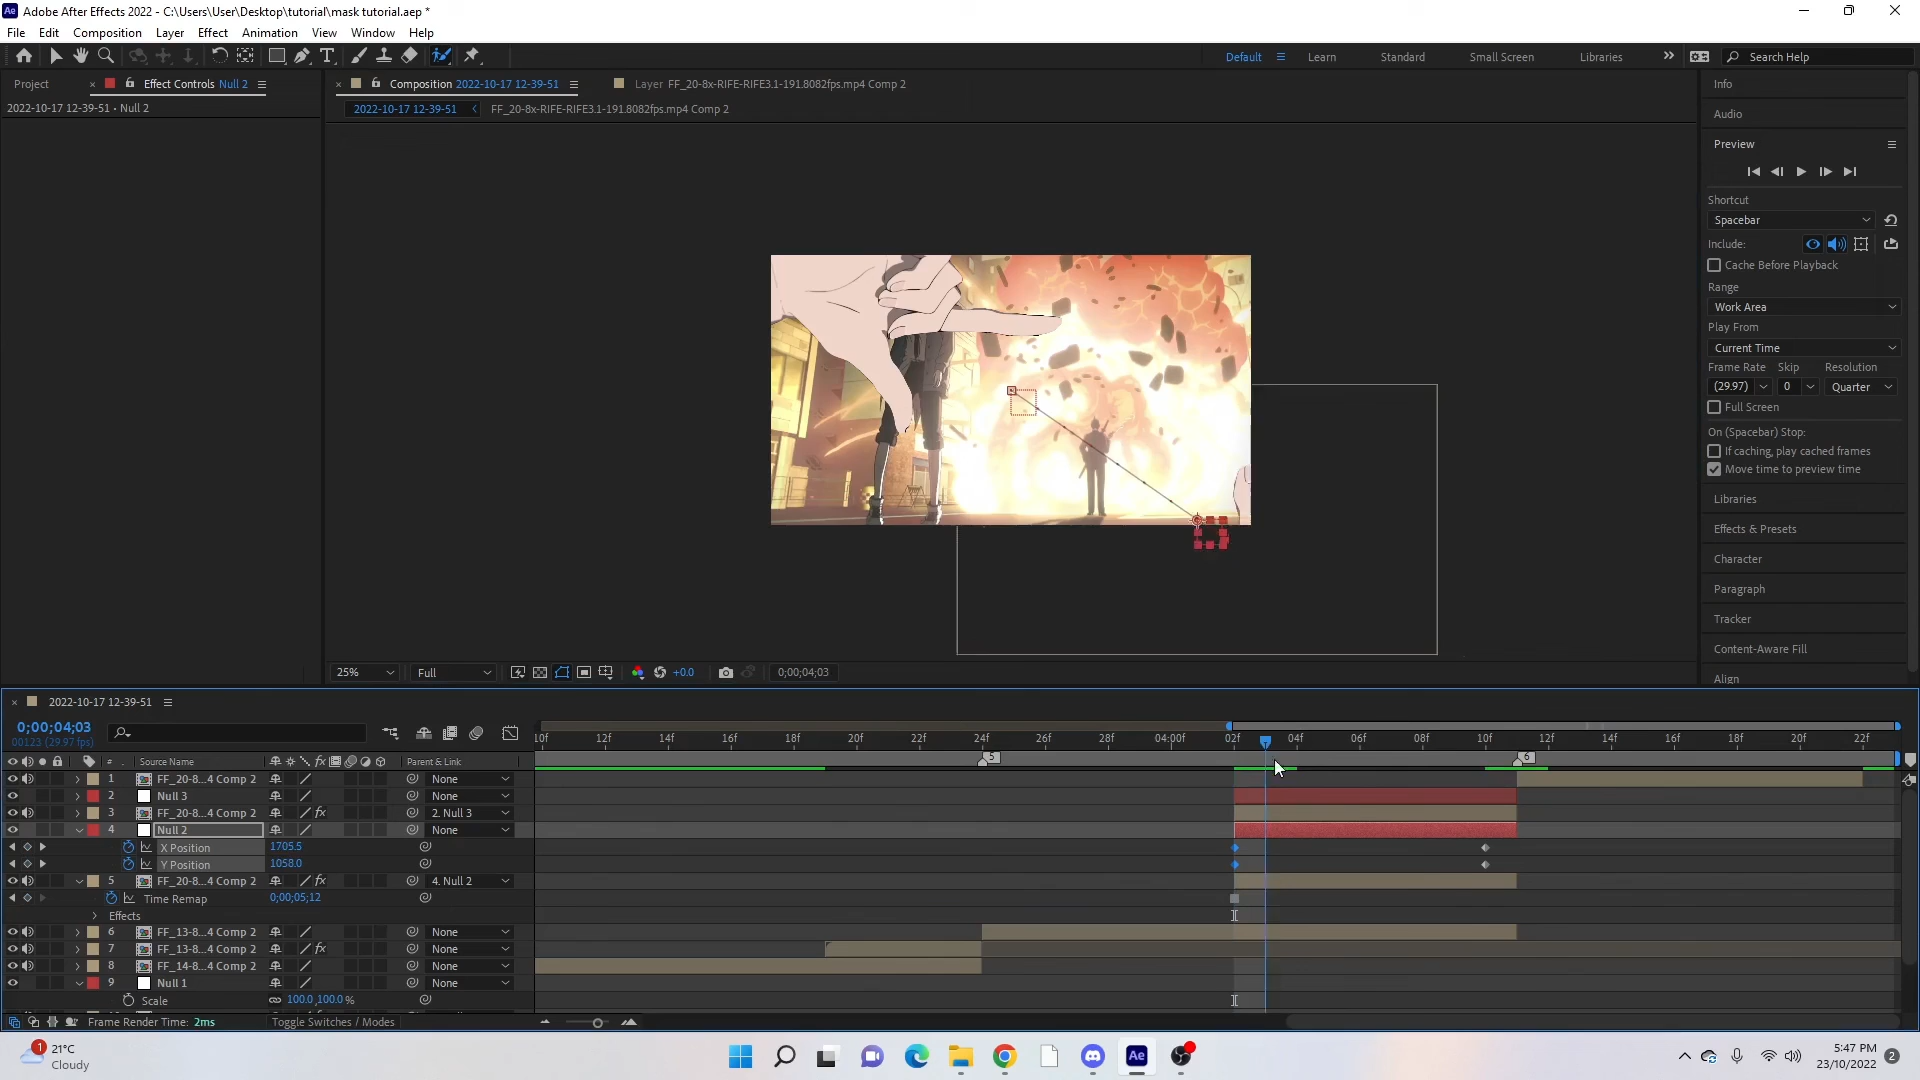 Adobe After Effects 2022 - C:\Users\User\Desktop\tutorial\mask tutorial.aep *
File Edit Composition Layer Effect Animation View Window Help
Default Learn Standard Small Screen Libraries Search Help
Project Effect Controls Null 2
Composition 2022-10-17 12-39-51 Layer FF_20-8x-RIFE-RIFE3.1-191.8082fps.mp4 Comp 2
2022-10-17 12-39-51 • Null 2
2022-10-17 12-39-51 FF_20-8x-RIFE-RIFE3.1-191.8082fps.mp4 Comp 2
Info
Audio
Preview
Shortcut
Spacebar
Include:
Cache Before Playback
Range
Work Area
Play From
Current Time
Frame Rate Skip Resolution
(29.97) 0 Quarter
Full Screen
On (Spacebar) Stop:
If caching, play cached frames
Move time to preview time
Libraries
Effects & Presets
Character
Paragraph
Tracker
Content-Aware Fill
Align
25% Full +0.0 0;00;04;03
2022-10-17 12-39-51
0;00;04;03
00123 (29.97 fps)
10f 12f 14f 16f 18f 20f 22f 24f 26f 28f 04:00f 02f 04f 06f 08f 10f 12f 14f 16f 18f 20f 22f
5 6
# Source Name Parent & Link
1 FF_20-8...4 Comp 2 None
2 Null 3 None
3 FF_20-8...4 Comp 2 2. Null 3
4 Null 2 None
X Position 1705.5
Y Position 1058.0
5 FF_20-8...4 Comp 2 4. Null 2
Time Remap 0;00;05;12
Effects
6 FF_13-8...4 Comp 2 None
7 FF_13-8...4 Comp 2 None
8 FF_14-8...4 Comp 2 None
9 Null 1 None
Scale 100.0,100.0 %
Frame Render Time: 2ms Toggle Switches / Modes
1 21°C
Cloudy
Ae
5:47 PM
23/10/2022
2